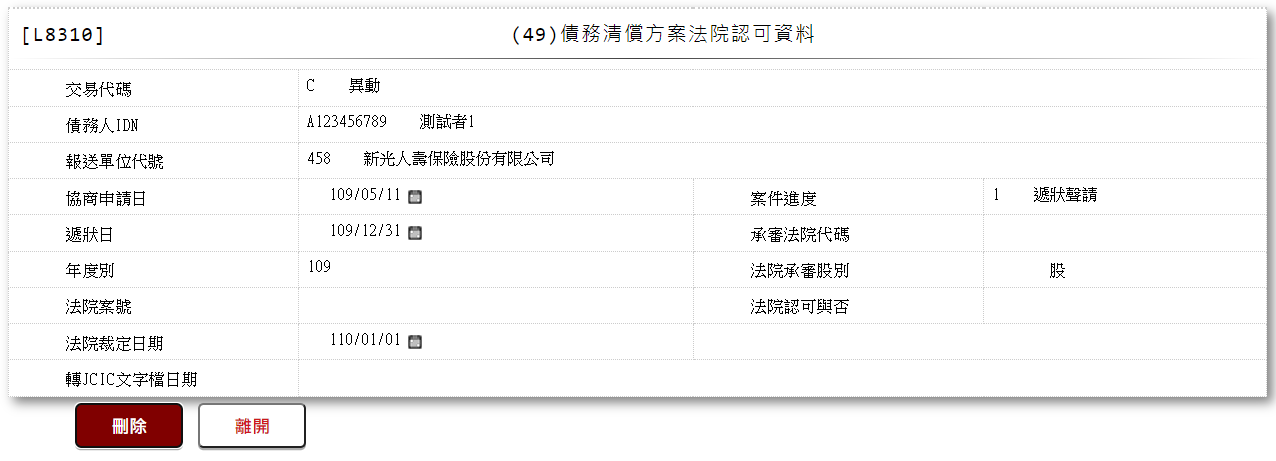 [L8310] (49)債務清償方案法院認可資料
交易代碼 C 異動
債務人IDN A123456789 測試者1
報送單位代號 458 新光人壽保險股份有限公司
協商申請日 109/05/11 案件進度 1 遞狀聲請
遞狀日 109/12/31 承審法院代碼
年度別 109 法院承審股別 股
法院案號 法院認可與否
法院裁定日期 110/01/01
轉JCIC文字檔日期
刪除 離開